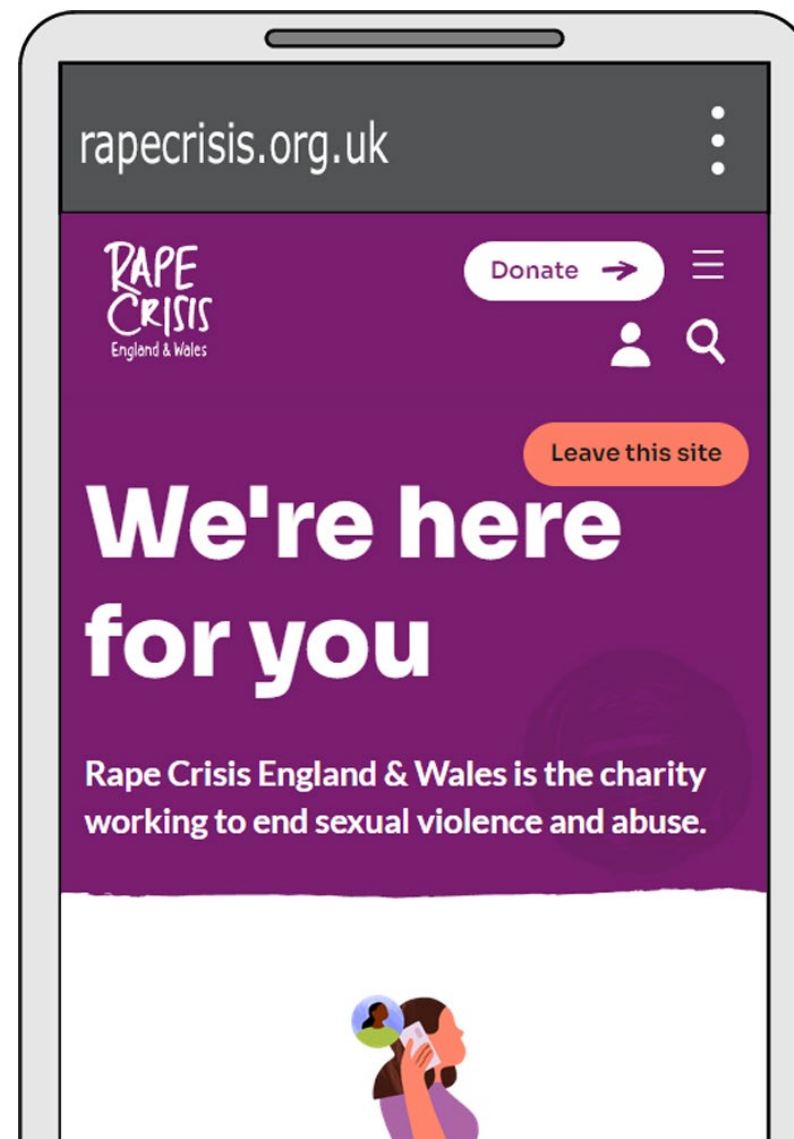 rapecrisis.org.uk
RAPE
CRISIS
England & Wales
Donate
Leave this site
We're here
for you
Rape Crisis England & Wales is the charity
working to end sexual violence and abuse.